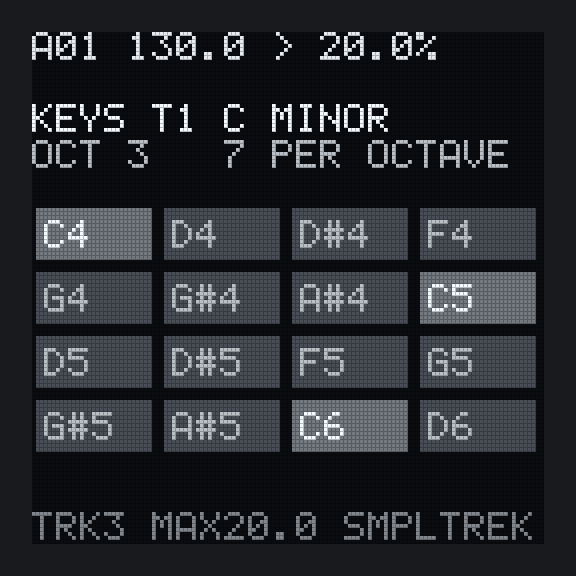 A01 130.0 > 20.0%
KEYS T1 C MINOR
OCT 3 7 PER OCTAVE
C4 D4 D#4 F4
G4 G#4 A#4 C5
D5 D#5 F5 G5
G#5 A#5 C6 D6
TRK3 MAX20.0 SMPLTREK